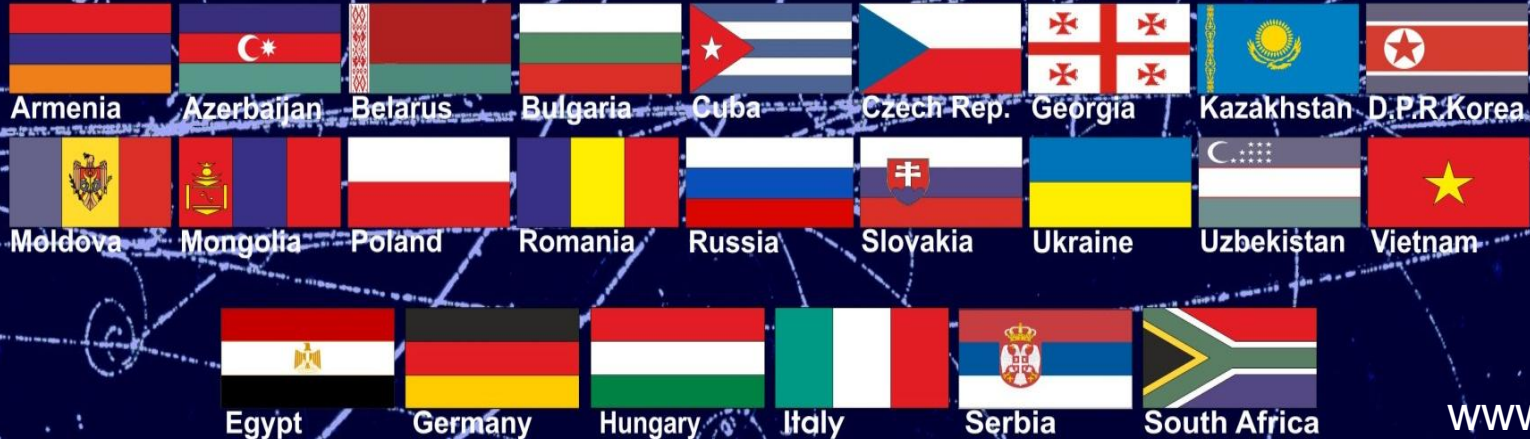 Armenia Azerbaijan Belarus Bulgaria Cuba Czech Rep. Georgia Kazakhstan D.P.R.Korea
Moldova Mongolia Poland Romania Russia Slovakia Ukraine Uzbekistan Vietnam
Egypt Germany Hungary Italy Serbia South Africa
www